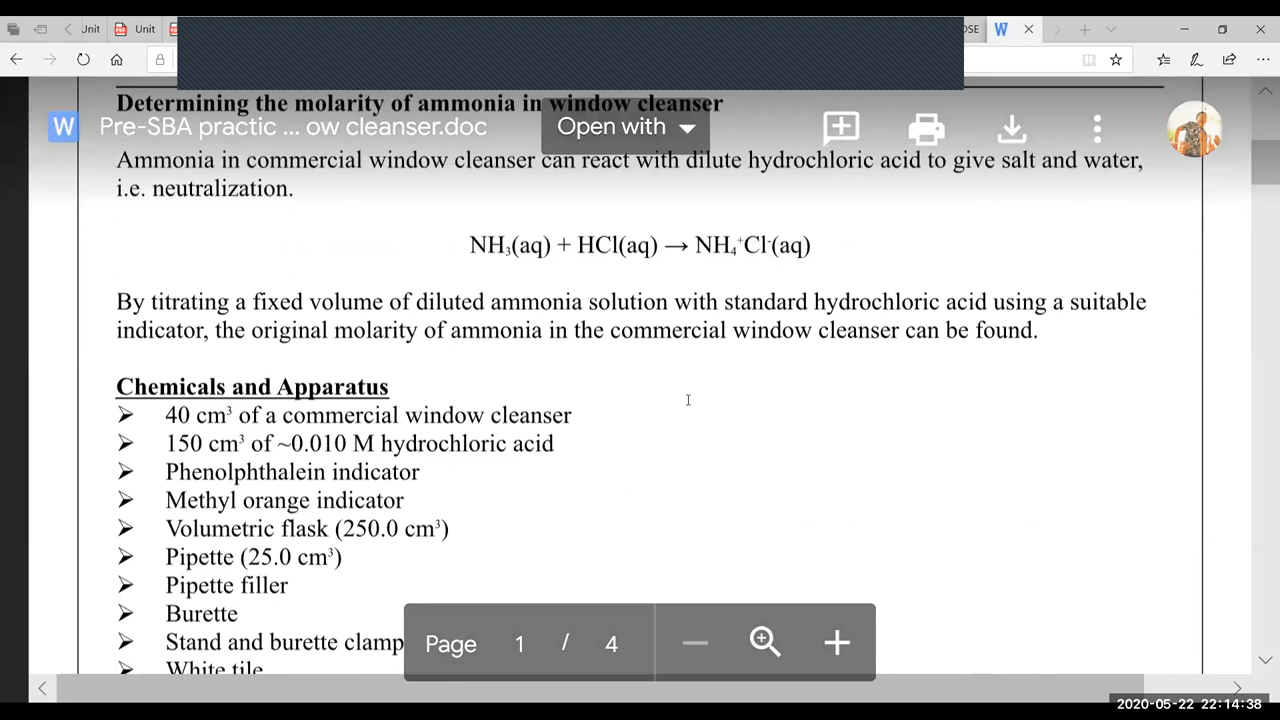 Unit
Unit
OSE
Determining the molarity of ammonia in window cleanser
W Pre-SBA practic ... ow cleanser.doc
Open with
Ammonia in commercial window cleanser can react with dilute hydrochloric acid to give salt and water,
i.e. neutralization.
NH₃(aq) + HCl(aq) → NH₄⁺Cl⁻(aq)
By titrating a fixed volume of diluted ammonia solution with standard hydrochloric acid using a suitable
indicator, the original molarity of ammonia in the commercial window cleanser can be found.
Chemicals and Apparatus
➢ 40 cm³ of a commercial window cleanser
➢ 150 cm³ of ~0.010 M hydrochloric acid
➢ Phenolphthalein indicator
➢ Methyl orange indicator
➢ Volumetric flask (250.0 cm³)
➢ Pipette (25.0 cm³)
➢ Pipette filler
➢ Burette
➢ Stand and burette clamp
➢ White tile
Page 1 / 4
2020-05-22 22:14:38